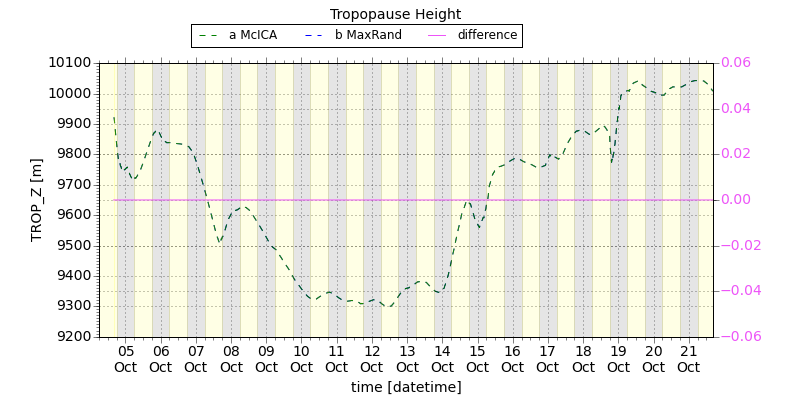 Tropopause Height
a McICA b MaxRand difference
10100
10000
9900
9800
9700
9600
9500
9400
9300
9200
TROP_Z [m]
0.06
0.04
0.02
0.00
−0.02
−0.04
−0.06
05 06 07 08 09 10 11 12 13 14 15 16 17 18 19 20 21
Oct Oct Oct Oct Oct Oct Oct Oct Oct Oct Oct Oct Oct Oct Oct Oct Oct
time [datetime]